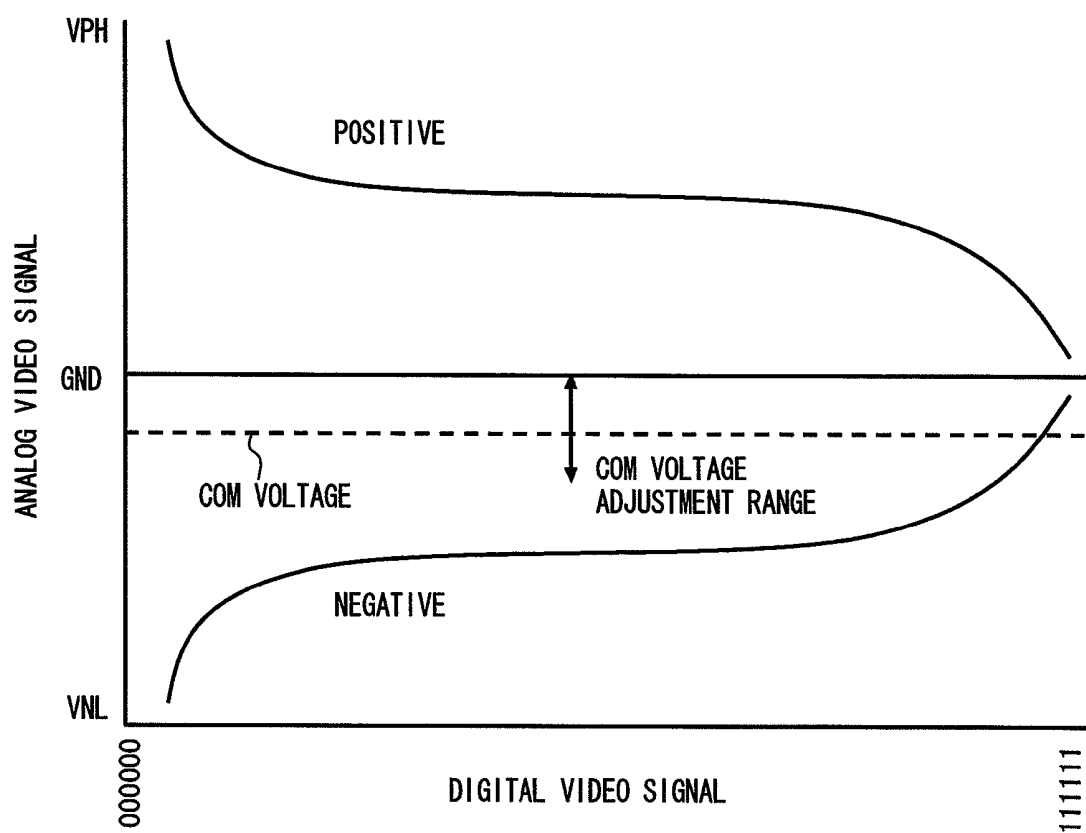 VPH
POSITIVE
ANALOG VIDEO SIGNAL
GND
COM VOLTAGE
COM VOLTAGE
ADJUSTMENT RANGE
NEGATIVE
VNL
000000
DIGITAL VIDEO SIGNAL
111111